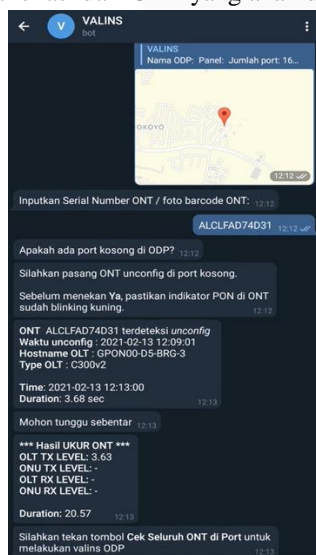 VALINS
bot
VALINS
Nama ODP: Panel: Jumlah port: 16...
OKOYO
12:12
Inputkan Serial Number ONT / foto barcode ONT: 12:12
ALCLFAD74D31 12:12
Apakah ada port kosong di ODP? 12:12
Silahkan pasang ONT unconfig di port kosong.
Sebelum menekan Ya, pastikan indikator PON di ONT
sudah blinking kuning. 12:12
ONT ALCLFAD74D31 terdeteksi unconfig
Waktu unconfig : 2021-02-13 12:09:01
Hostname OLT : GPON00-D5-BRG-3
Type OLT : C300v2
Time: 2021-02-13 12:13:00
Duration: 3.68 sec 12:13
Mohon tunggu sebentar 12:13
*** Hasil UKUR ONT ***
OLT TX LEVEL: 3.63
ONU TX LEVEL: -
OLT RX LEVEL: -
ONU RX LEVEL: -
Duration: 20.57 12:13
Silahkan tekan tombol Cek Seluruh ONT di Port untuk
melakukan valins ODP 12:13